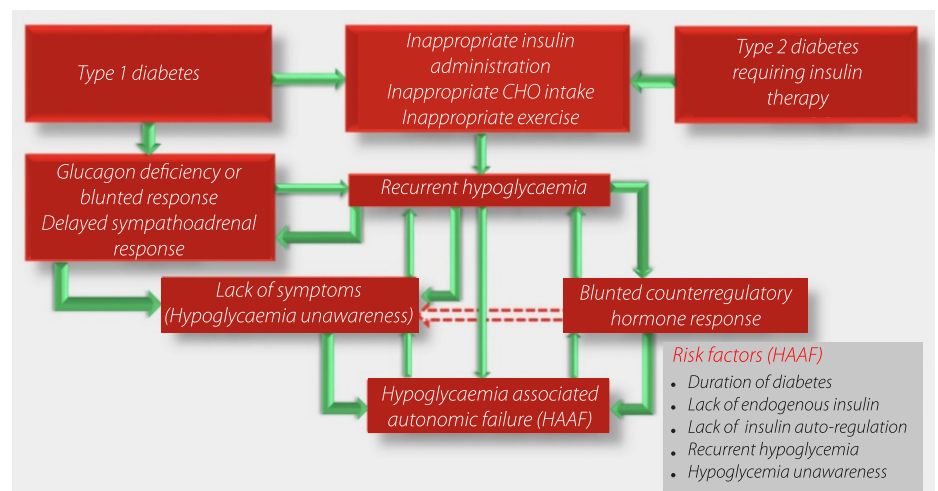 Type 1 diabetes
Inappropriate insulin
administration
Inappropriate CHO intake
Inappropriate exercise
Type 2 diabetes
requiring insulin
therapy
Glucagon deficiency or
blunted response
Delayed sympathoadrenal
response
Recurrent hypoglycaemia
Lack of symptoms
(Hypoglycaemia unawareness)
Blunted counterregulatory
hormone response
Hypoglycaemia associated
autonomic failure (HAAF)
Risk factors (HAAF)
• Duration of diabetes
• Lack of endogenous insulin
• Lack of insulin auto-regulation
• Recurrent hypoglycemia
• Hypoglycemia unawareness